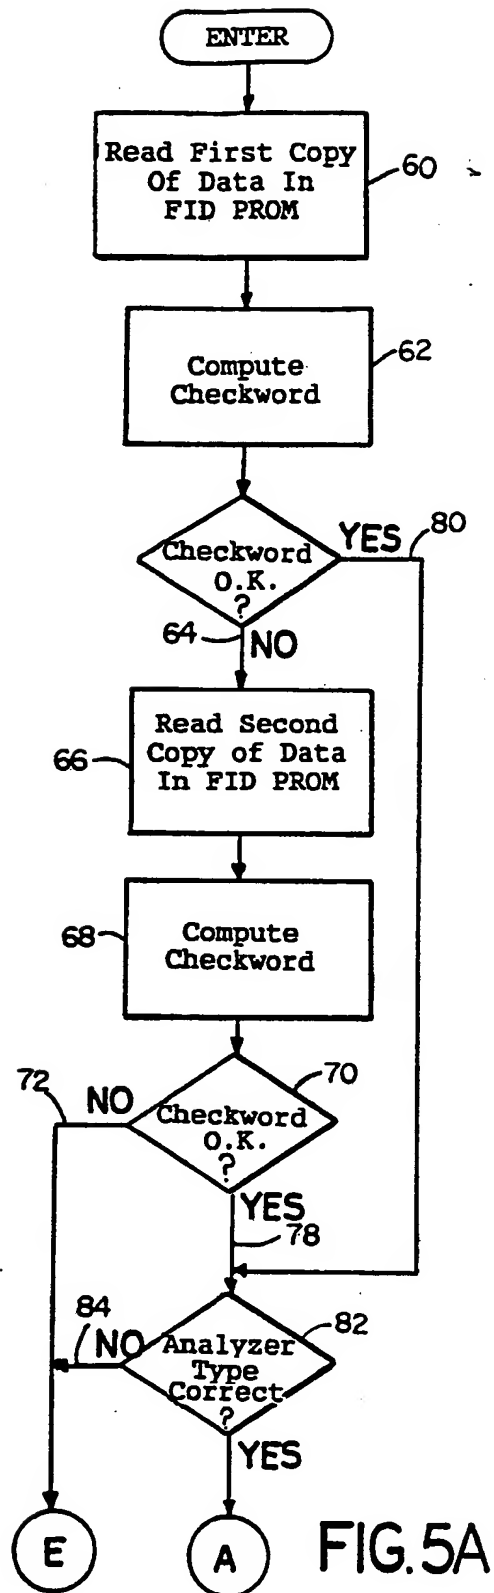 ENTER
Read First Copy
Of Data In
FID PROM
60
Compute
Checkword
62
Checkword
O.K.
?
YES
80
64
NO
Read Second
Copy of Data
In FID PROM
66
Compute
Checkword
68
Checkword
O.K.
?
70
72
NO
YES
78
Analyzer
Type
Correct
?
82
84
NO
YES
E
A
FIG.5A